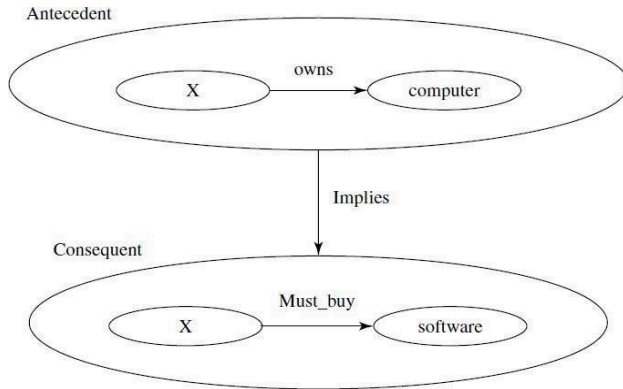 Antecedent
owns
X
computer
Implies
Consequent
Must_buy
X
software